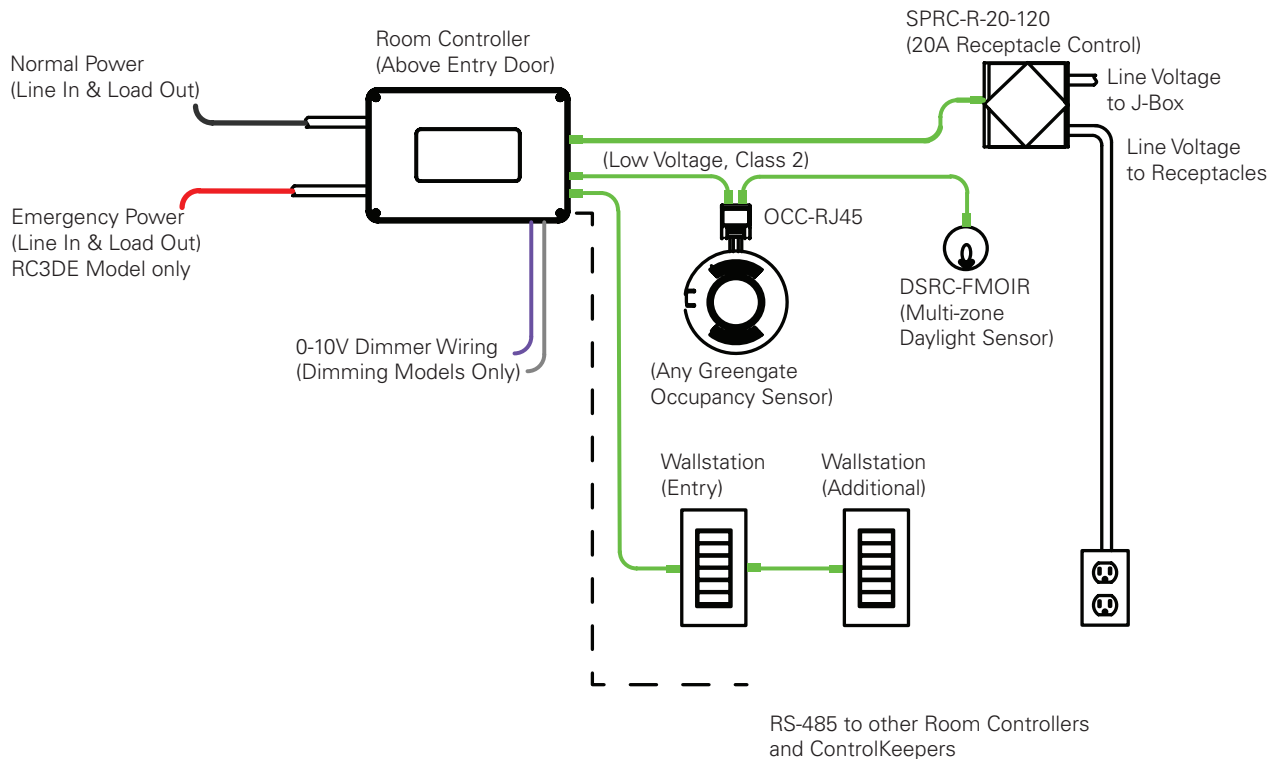 SPRC-R-20-120
(20A Receptacle Control)
Room Controller
(Above Entry Door)
Normal Power
(Line In & Load Out)
Line Voltage
to J-Box
Line Voltage
to Receptacles
(Low Voltage, Class 2)
Emergency Power
(Line In & Load Out)
RC3DE Model only
OCC-RJ45
DSRC-FMOIR
(Multi-zone
Daylight Sensor)
0-10V Dimmer Wiring
(Dimming Models Only)
(Any Greengate
Occupancy Sensor)
Wallstation
(Entry)
Wallstation
(Additional)
RS-485 to other Room Controllers
and ControlKeepers